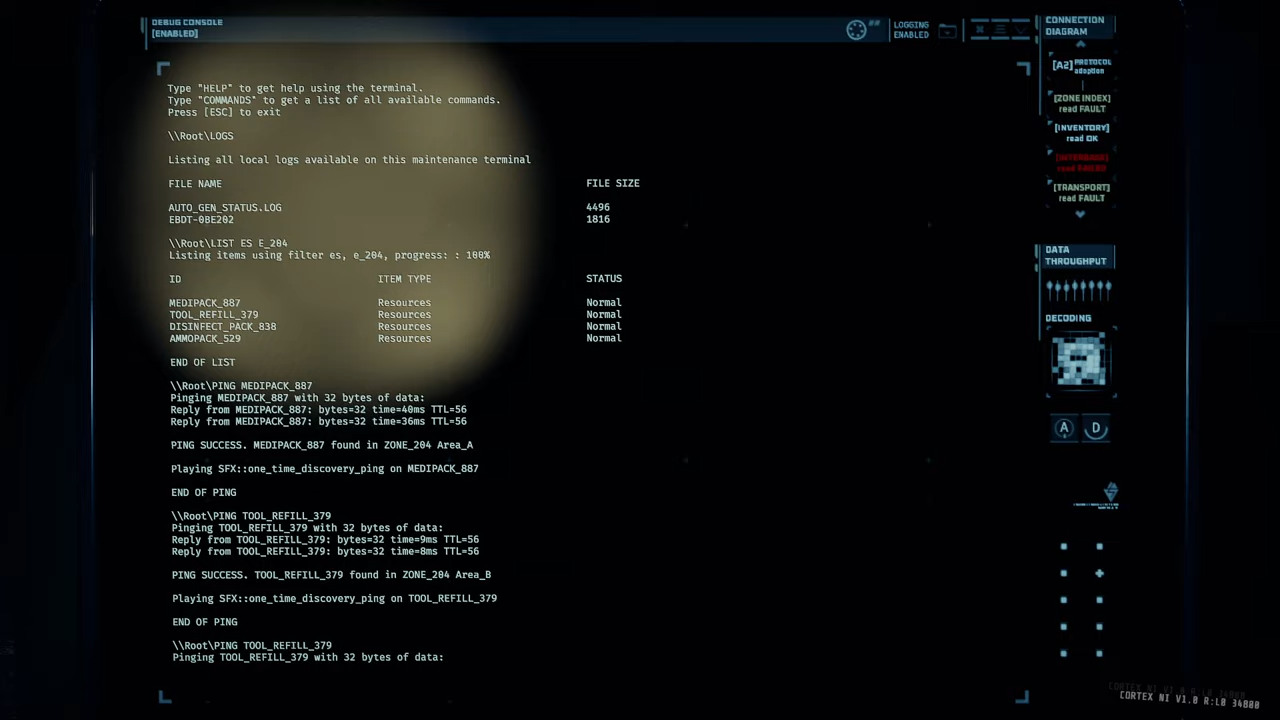 DEBUG CONSOLE
[ENABLED]
LOGGING
ENABLED
CONNECTION
DIAGRAM
Type "HELP" to get help using the terminal.
Type "COMMANDS" to get a list of all available commands.
Press [ESC] to exit
\\Root\LOGS
Listing all local logs available on this maintenance terminal
FILE NAME FILE SIZE
AUTO_GEN_STATUS.LOG 4496
EBDT-0BE202 1816
\\Root\LIST ES E_204
Listing items using filter es, e_204, progress: : 100%
ID ITEM TYPE STATUS
MEDIPACK_887 Resources Normal
TOOL_REFILL_379 Resources Normal
DISINFECT_PACK_838 Resources Normal
AMMOPACK_529 Resources Normal
END OF LIST
\\Root\PING MEDIPACK_887
Pinging MEDIPACK_887 with 32 bytes of data:
Reply from MEDIPACK_887: bytes=32 time=40ms TTL=56
Reply from MEDIPACK_887: bytes=32 time=36ms TTL=56
PING SUCCESS. MEDIPACK_887 found in ZONE_204 Area_A
Playing SFX::one_time_discovery_ping on MEDIPACK_887
END OF PING
\\Root\PING TOOL_REFILL_379
Pinging TOOL_REFILL_379 with 32 bytes of data:
Reply from TOOL_REFILL_379: bytes=32 time=9ms TTL=56
Reply from TOOL_REFILL_379: bytes=32 time=8ms TTL=56
PING SUCCESS. TOOL_REFILL_379 found in ZONE_204 Area_B
Playing SFX::one_time_discovery_ping on TOOL_REFILL_379
END OF PING
\\Root\PING TOOL_REFILL_379
Pinging TOOL_REFILL_379 with 32 bytes of data:
[A2] PROTOCOL
adoption
[ZONE INDEX]
read FAULT
[INVENTORY]
read OK
read FAILED
[TRANSPORT]
read FAULT
DATA
THROUGHPUT
DECODING
A D
CORTEX NI V1.0 R:L0 34800